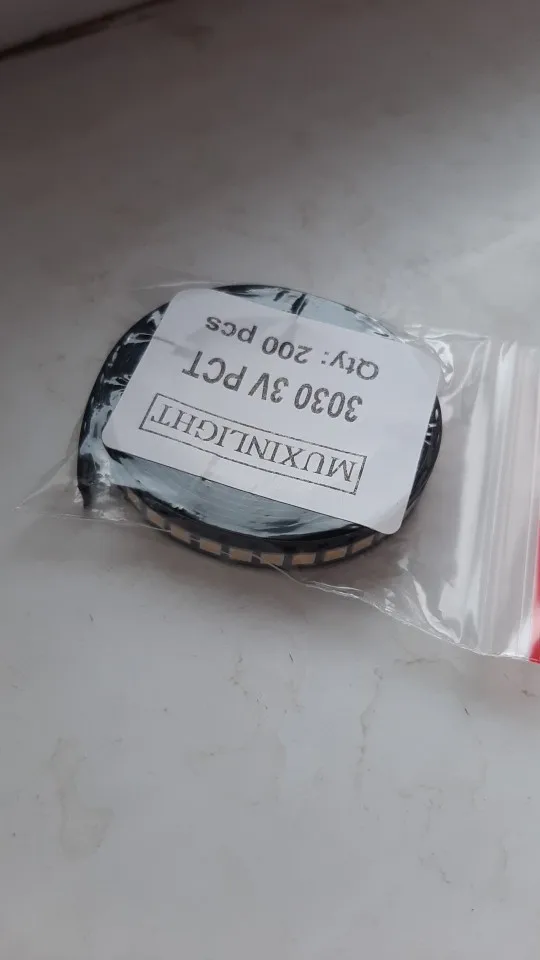 MUXINLIGHT
3030 3V PCT
Qty: 200 pcs